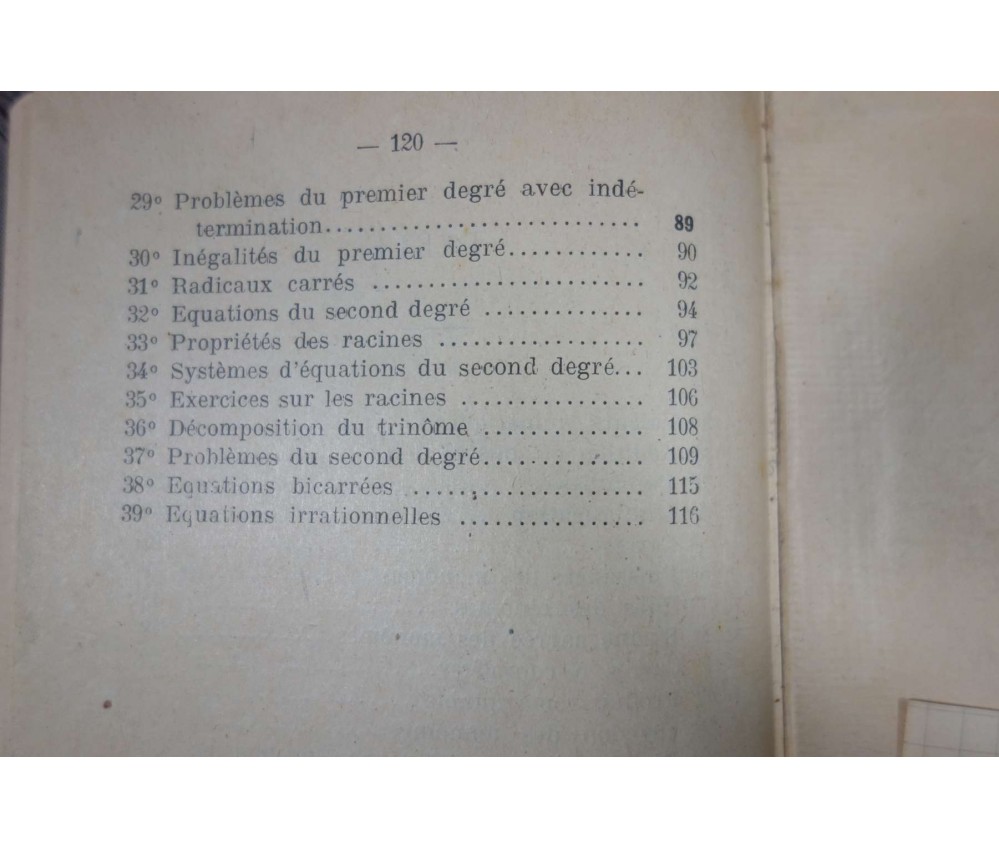 — 120 —
29° Problèmes du premier degré avec indé-
termination.............................. 89
30° Inégalités du premier degré............ 90
31° Radicaux carrés ........................ 92
32° Equations du second degré .............. 94
33° Propriétés des racines .................. 97
34° Systèmes d'équations du second degré... 103
35° Exercices sur les racines ................ 106
36° Décomposition du trinôme .............. 108
37° Problèmes du second degré.............. 109
38° Equations bicarrées .................... 115
39° Equations irrationnelles ................ 116